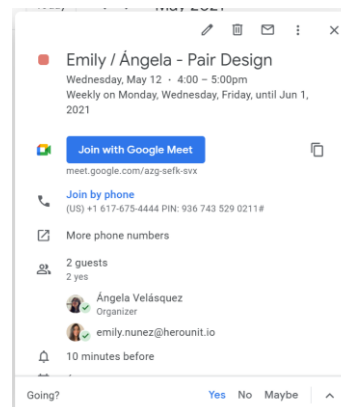 May 2021
Emily / Ángela - Pair Design
Wednesday, May 12 · 4:00 – 5:00pm
Weekly on Monday, Wednesday, Friday, until Jun 1,
2021
Join with Google Meet
meet.google.com/azg-sefk-svx
Join by phone
(US) +1 617-675-4444 PIN: 936 743 529 0211#
More phone numbers
2 guests
2 yes
Ángela Velásquez
Organizer
emily.nunez@herounit.io
10 minutes before
Going?
Yes No Maybe